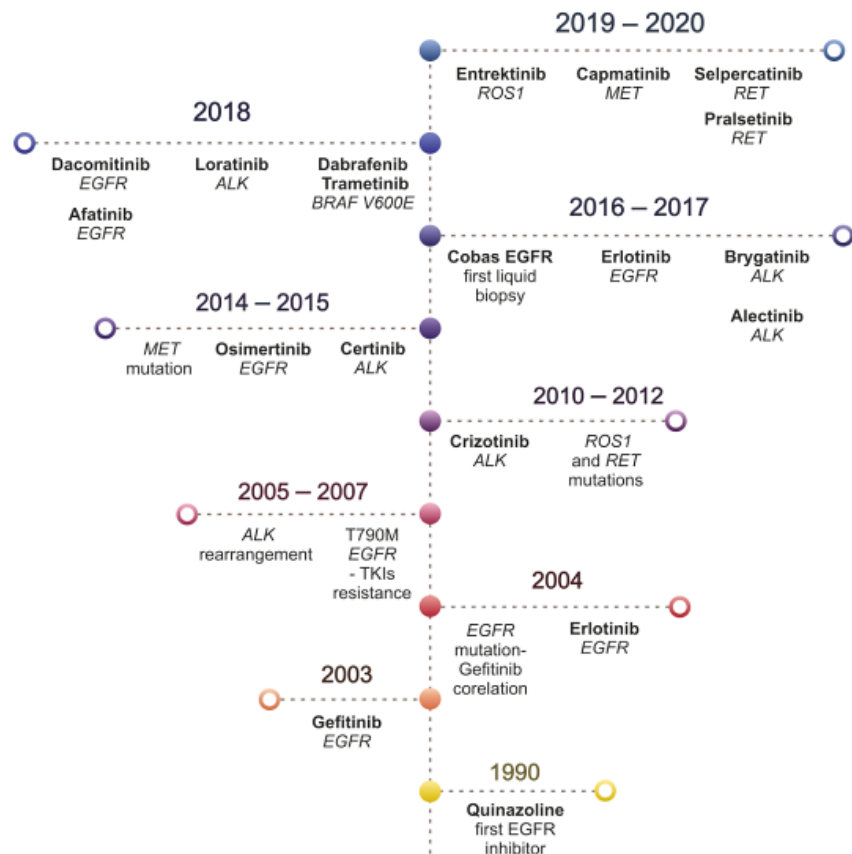 2019 – 2020
Entrektinib
ROS1
Capmatinib
MET
Selpercatinib
RET
Pralsetinib
RET
2018
Dacomitinib
EGFR
Afatinib
EGFR
Loratinib
ALK
Dabrafenib
Trametinib
BRAF V600E
2016 – 2017
Cobas EGFR
first liquid
biopsy
Erlotinib
EGFR
Brygatinib
ALK
Alectinib
ALK
2014 – 2015
MET
mutation
Osimertinib
EGFR
Certinib
ALK
2010 – 2012
Crizotinib
ALK
ROS1
and RET
mutations
2005 – 2007
ALK
rearrangement
T790M
EGFR
- TKIs
resistance
2004
EGFR
mutation-
Gefitinib
corelation
Erlotinib
EGFR
2003
Gefitinib
EGFR
1990
Quinazoline
first EGFR
inhibitor